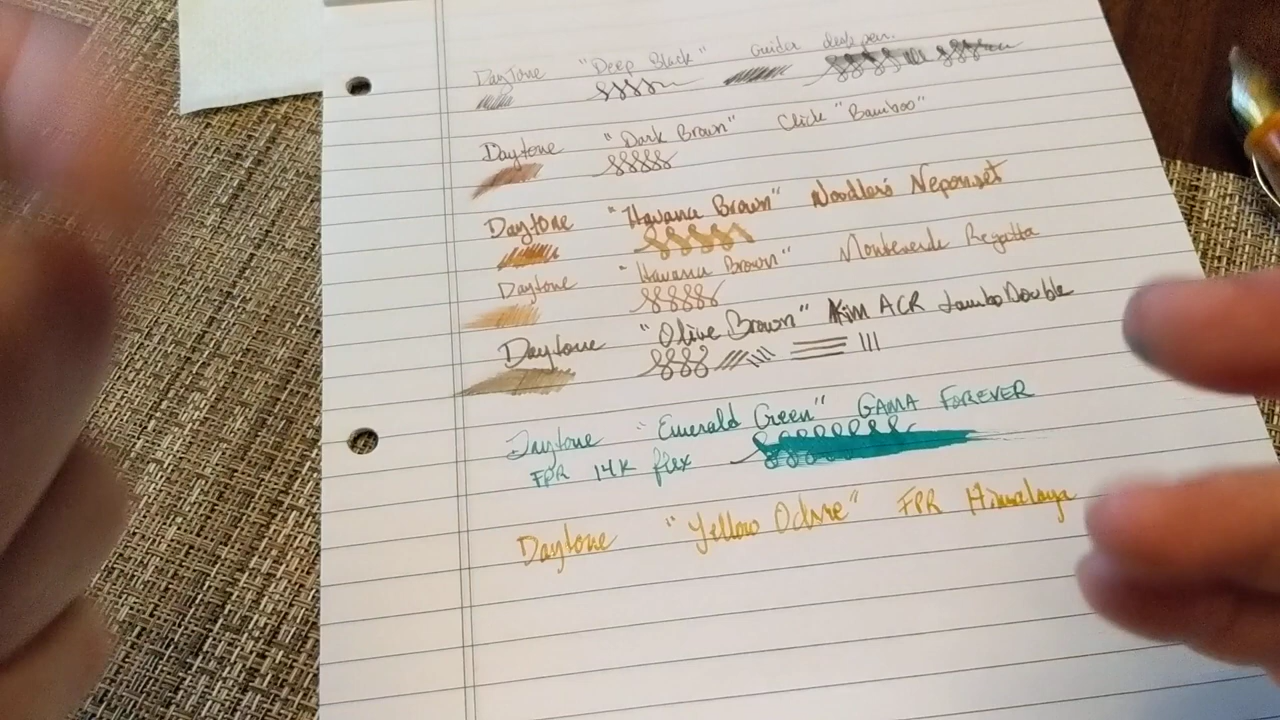 Daytone "Deep Black" Guider desk pen.
Daytone "Dark Brown" Click "Bamboo"
Daytone "Havana Brown" Noodler's Neponset
Daytone "Havana Brown" Monteverde Regatta
Daytone "Olive Brown" Kim ACR Jumbo Double
Daytone "Emerald Green" GAMA FOREVER
FPR 14K flex
Daytone "Yellow Ochre" FPR Himalaya